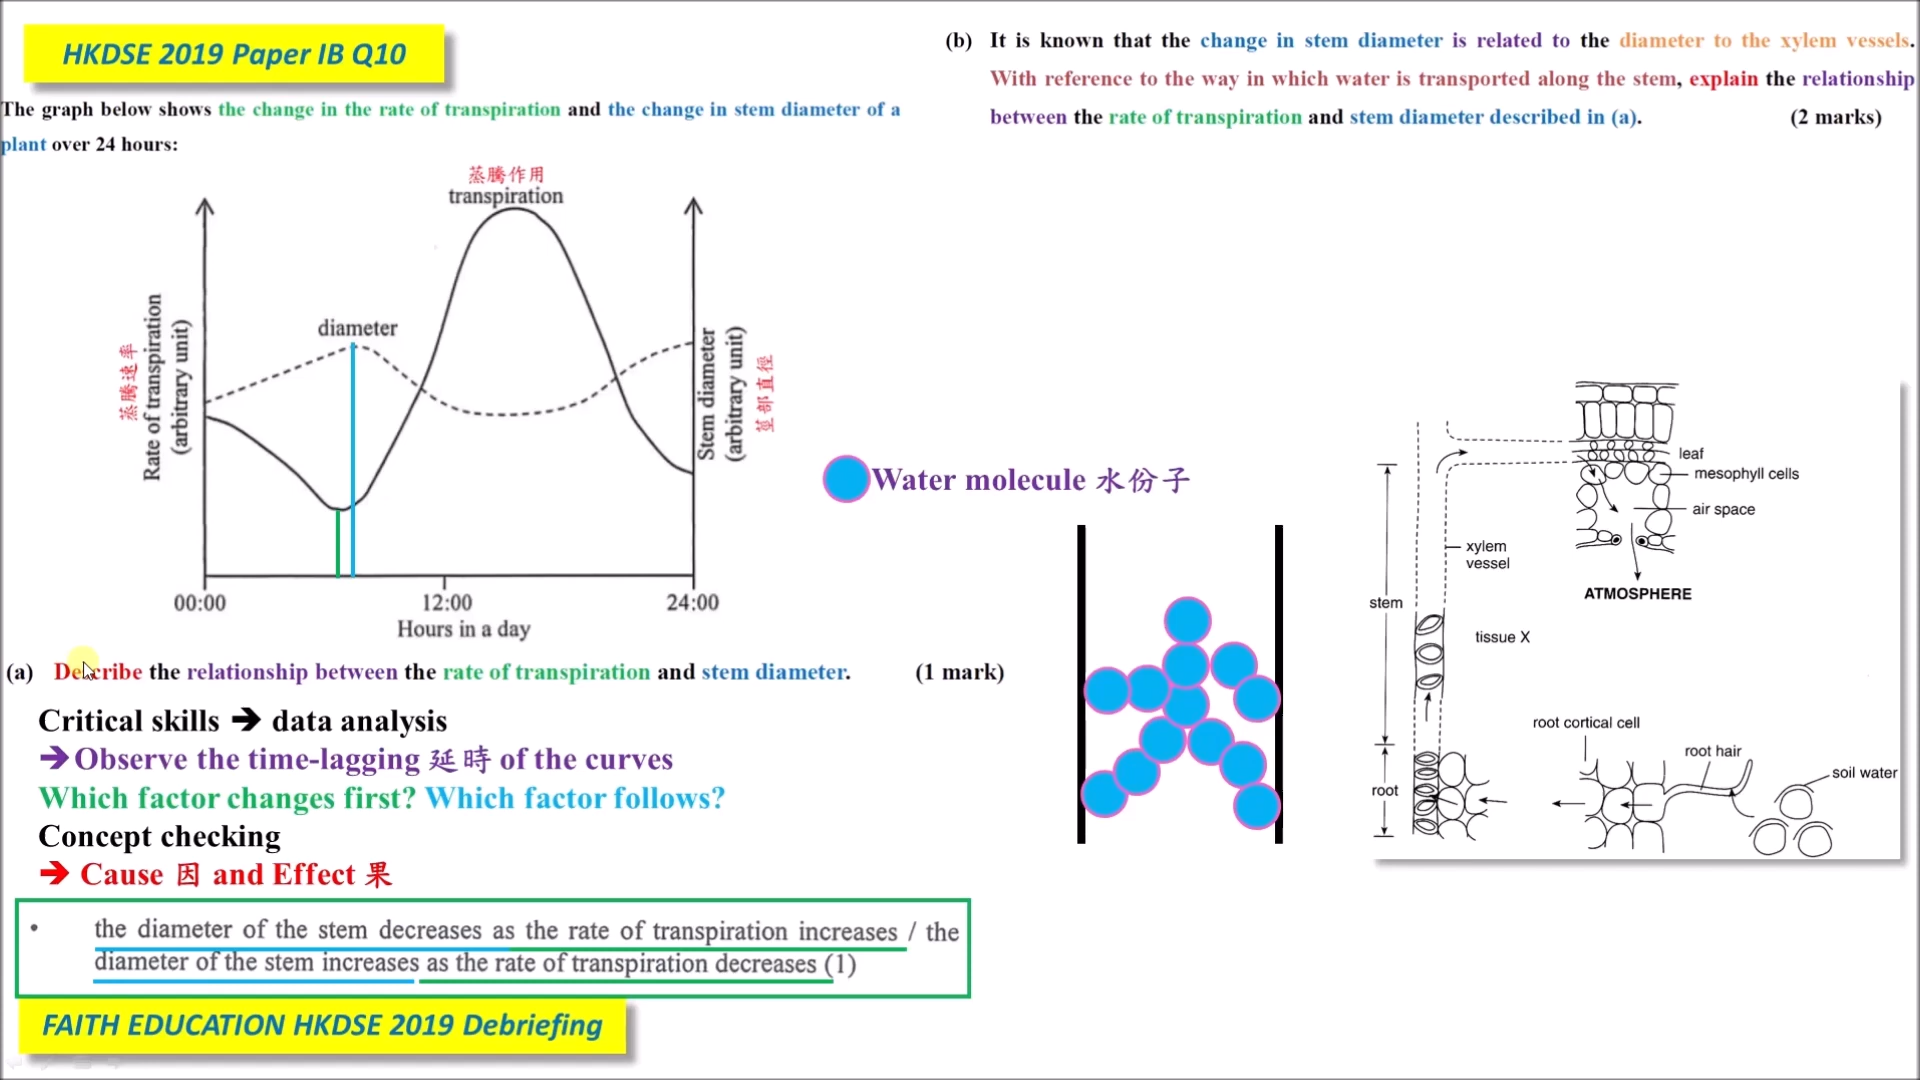 HKDSE 2019 Paper IB Q10
The graph below shows the change in the rate of transpiration and the change in stem diameter of a
plant over 24 hours:
蒸騰作用
transpiration
diameter
蒸騰速率
Rate of transpiration
(arbitrary unit)
Stem diameter
(arbitrary unit)
莖部直徑
00:00
12:00
24:00
Hours in a day
(a) Describe the relationship between the rate of transpiration and stem diameter. (1 mark)
Critical skills ➔ data analysis
➔Observe the time-lagging 延時 of the curves
Which factor changes first? Which factor follows?
Concept checking
➔ Cause 因 and Effect 果
• the diameter of the stem decreases as the rate of transpiration increases / the
diameter of the stem increases as the rate of transpiration decreases (1)
FAITH EDUCATION HKDSE 2019 Debriefing
(b) It is known that the change in stem diameter is related to the diameter to the xylem vessels.
With reference to the way in which water is transported along the stem, explain the relationship
between the rate of transpiration and stem diameter described in (a). (2 marks)
Water molecule 水份子
leaf
mesophyll cells
air space
xylem
vessel
ATMOSPHERE
stem
tissue X
root cortical cell
root hair
soil water
root